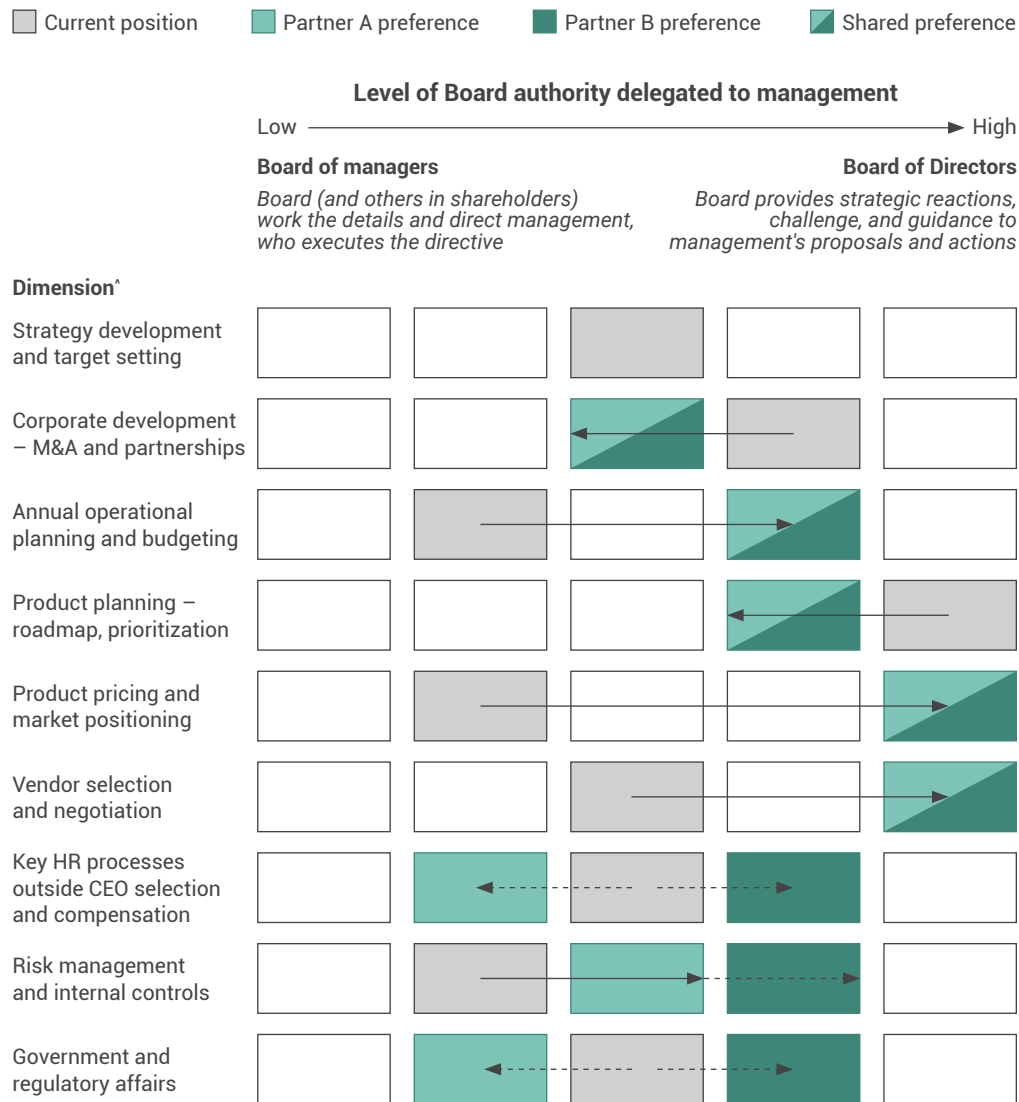 Current position
Partner A preference
Partner B preference
Shared preference
Level of Board authority delegated to management
Low
High
Board of managers
Board (and others in shareholders)
work the details and direct management,
who executes the directive
Board of Directors
Board provides strategic reactions,
challenge, and guidance to
management's proposals and actions
Dimension^
Strategy development
and target setting
Corporate development
– M&A and partnerships
Annual operational
planning and budgeting
Product planning –
roadmap, prioritization
Product pricing and
market positioning
Vendor selection
and negotiation
Key HR processes
outside CEO selection
and compensation
Risk management
and internal controls
Government and
regulatory affairs